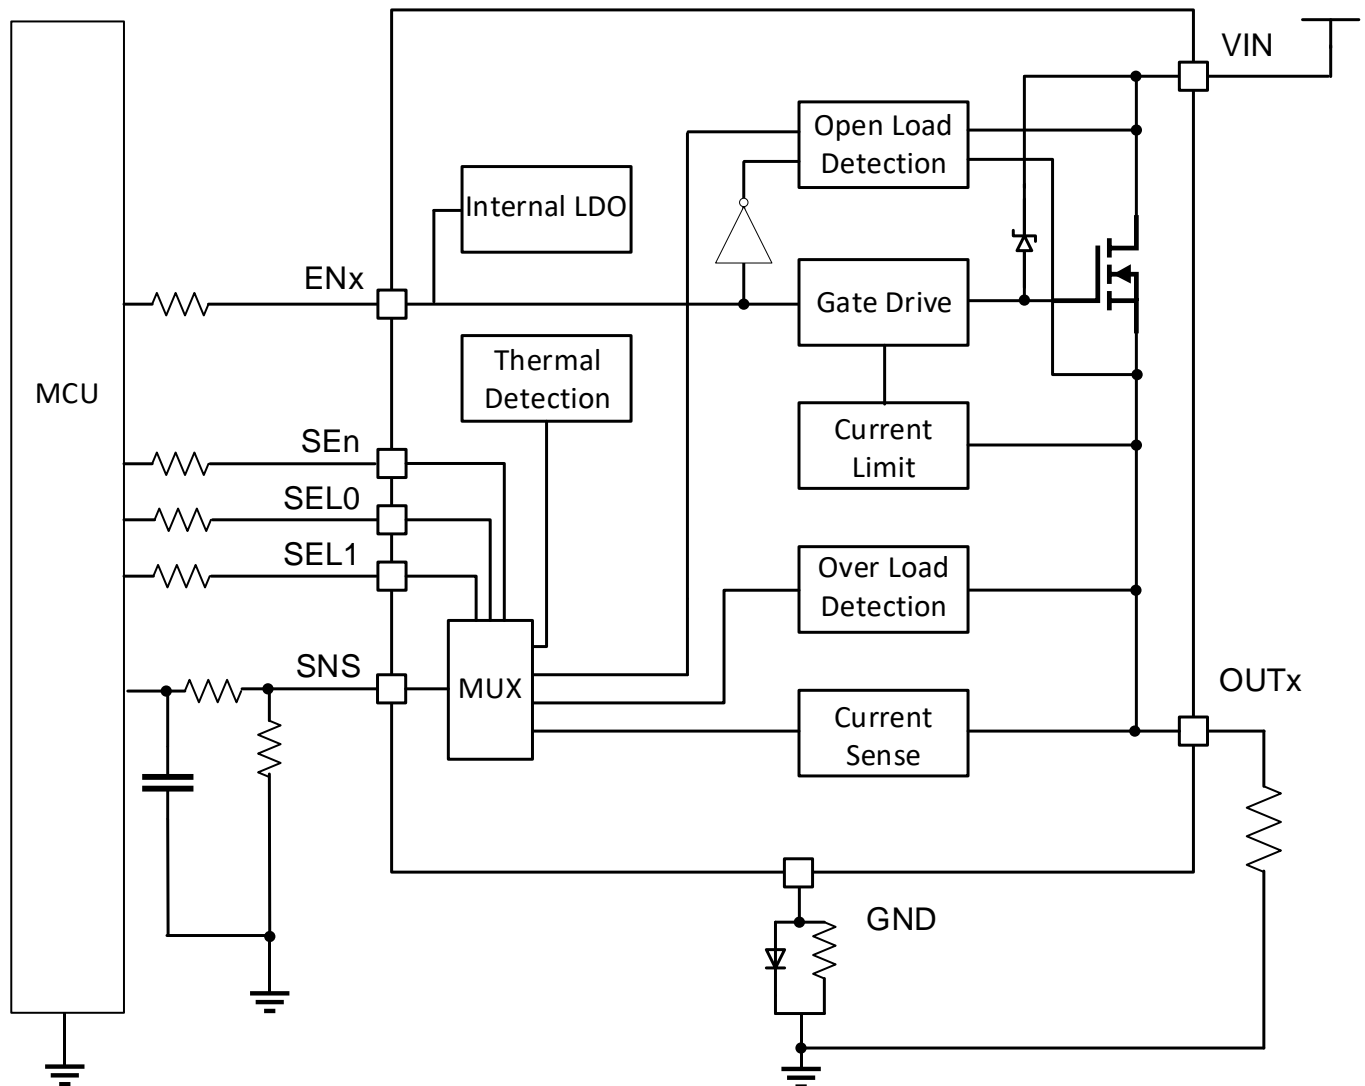 VIN
Open Load
Detection
Internal LDO
ENx
Gate Drive
Thermal
Detection
MCU
Current
Limit
SEn
SEL0
SEL1
Over Load
Detection
SNS
MUX
OUTx
Current
Sense
GND